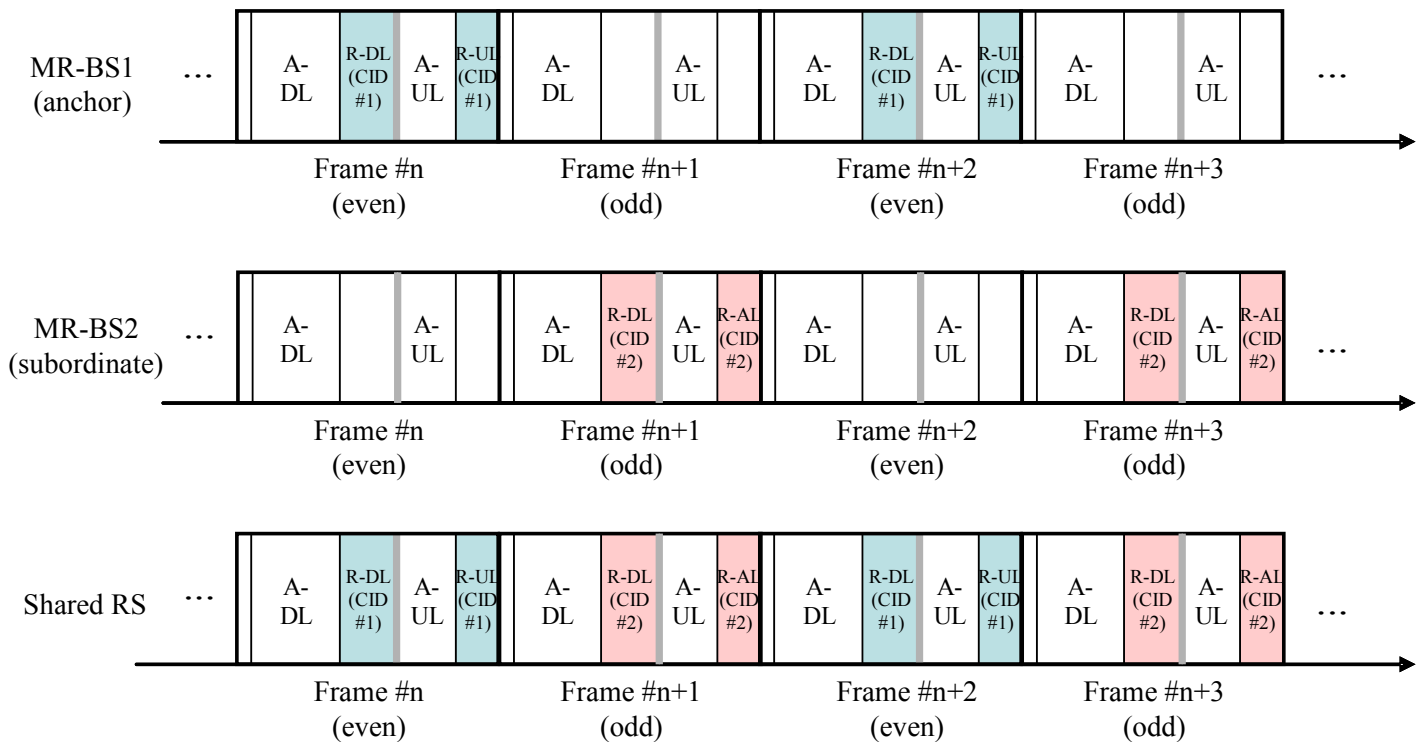 MR-BS1
(anchor)
...
A-
DL
R-DL
(CID
#1)
A-
UL
R-UL
(CID
#1)
A-
DL
A-
UL
A-
DL
R-DL
(CID
#1)
A-
UL
R-UL
(CID
#1)
A-
DL
A-
UL
...
Frame #n
(even)
Frame #n+1
(odd)
Frame #n+2
(even)
Frame #n+3
(odd)
MR-BS2
(subordinate)
...
A-
DL
A-
UL
A-
DL
R-DL
(CID
#2)
A-
UL
R-AL
(CID
#2)
A-
DL
A-
UL
A-
DL
R-DL
(CID
#2)
A-
UL
R-AL
(CID
#2)
...
Frame #n
(even)
Frame #n+1
(odd)
Frame #n+2
(even)
Frame #n+3
(odd)
Shared RS
...
A-
DL
R-DL
(CID
#1)
A-
UL
R-UL
(CID
#1)
A-
DL
R-DL
(CID
#2)
A-
UL
R-AL
(CID
#2)
A-
DL
R-DL
(CID
#1)
A-
UL
R-UL
(CID
#1)
A-
DL
R-DL
(CID
#2)
A-
UL
R-AL
(CID
#2)
...
Frame #n
(even)
Frame #n+1
(odd)
Frame #n+2
(even)
Frame #n+3
(odd)